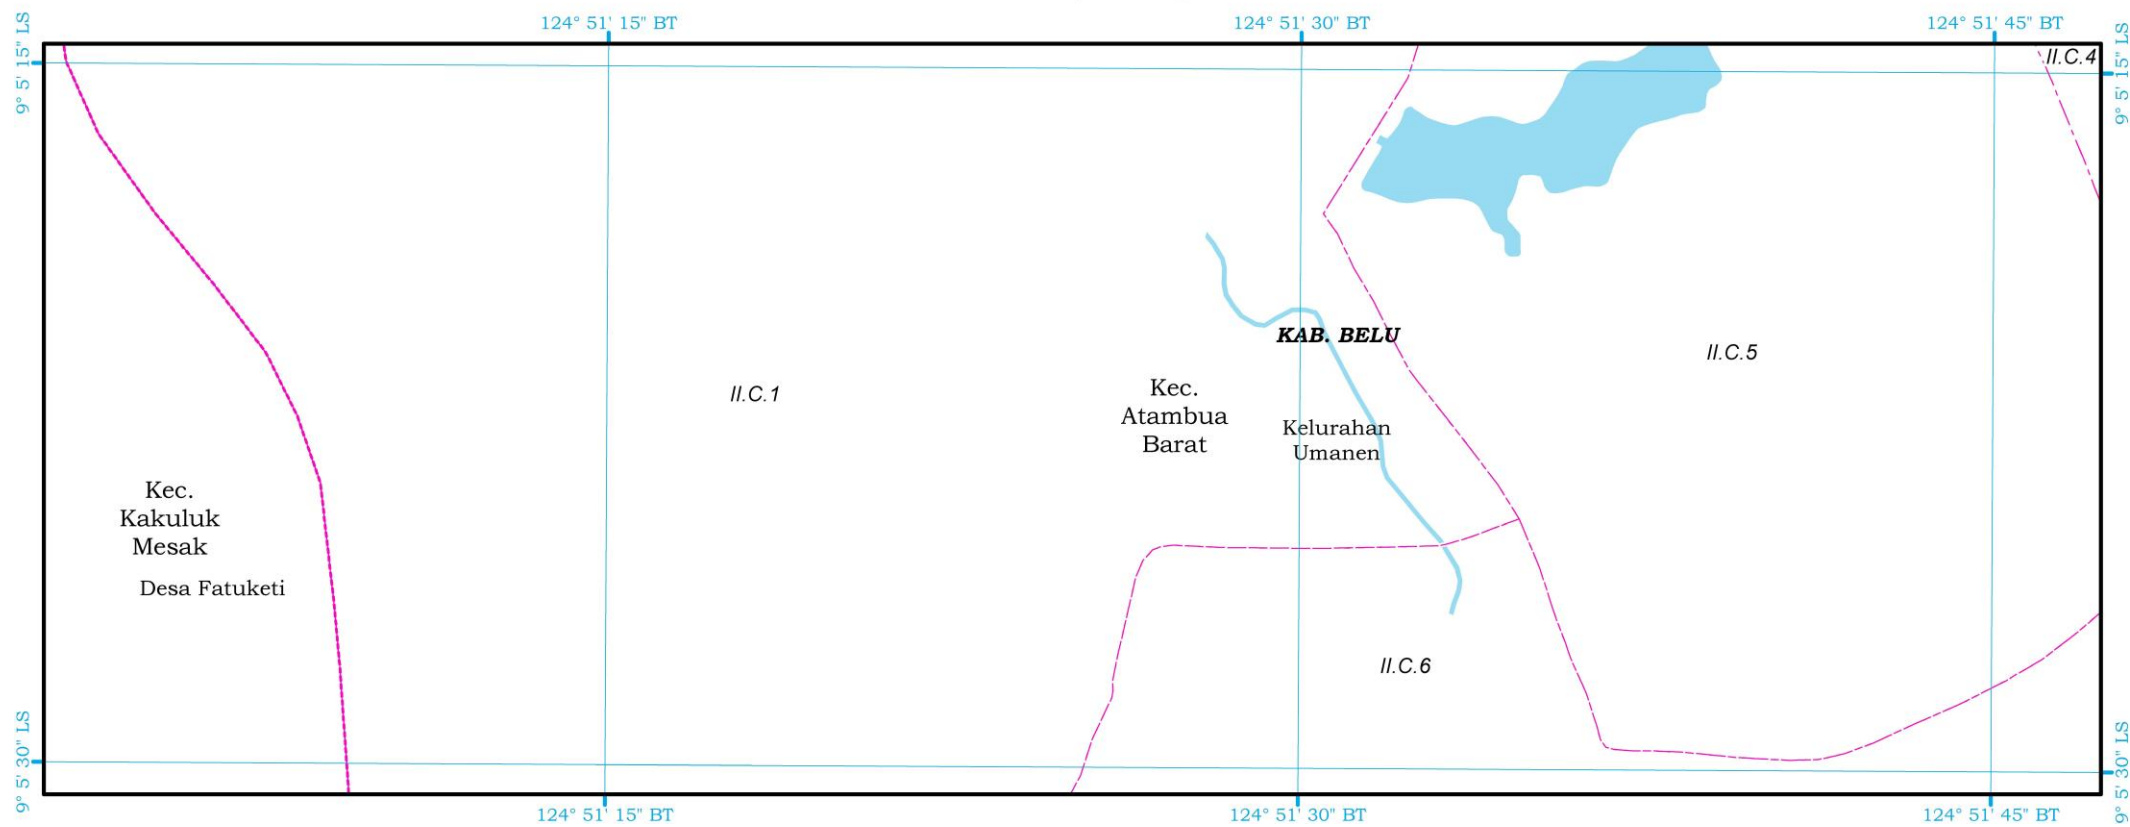 124° 51' 15" BT
124° 51' 30" BT
124° 51' 45" BT
9° 5' 15" LS
9° 5' 15" LS
II.C.4
KAB. BELU
II.C.5
II.C.1
Kec.
Atambua
Barat
Kelurahan
Umanen
Kec.
Kakuluk
Mesak
Desa Fatuketi
II.C.6
9° 5' 30" LS
9° 5' 30" LS
124° 51' 15" BT
124° 51' 30" BT
124° 51' 45" BT